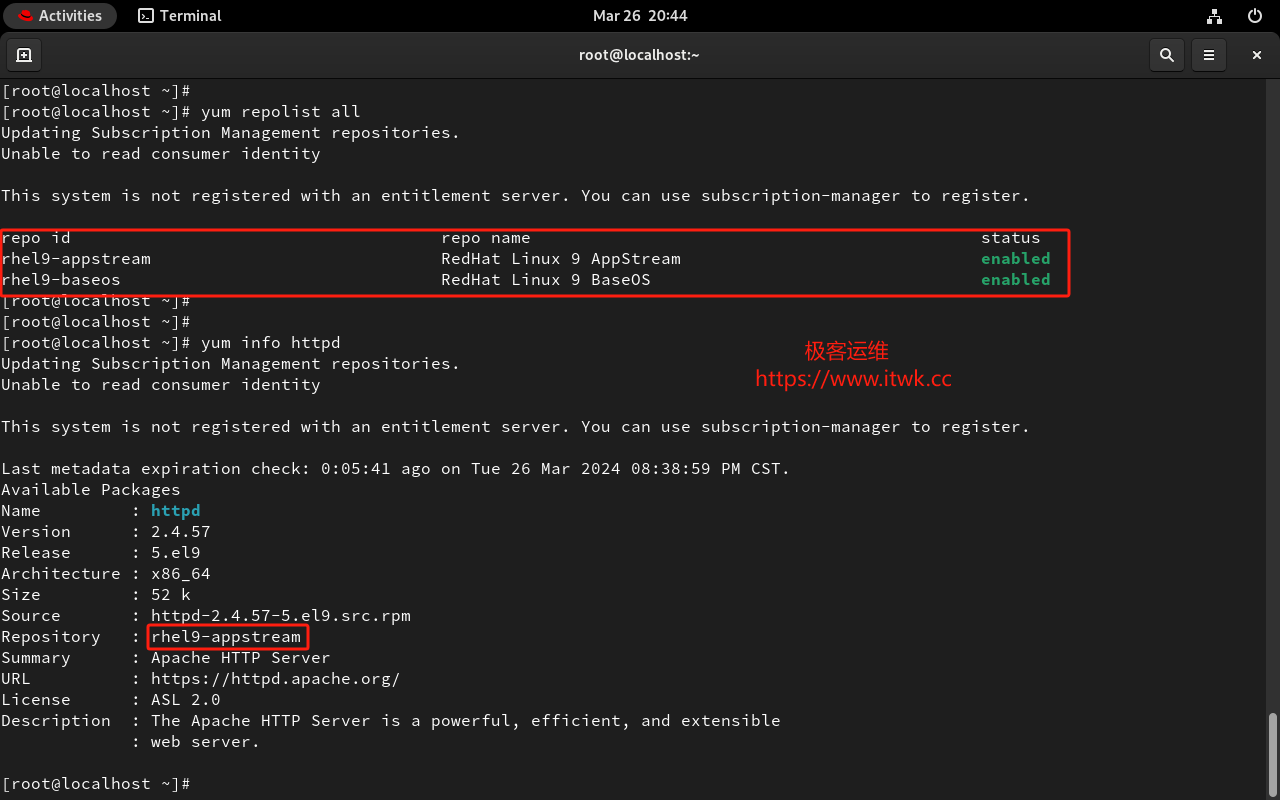 Activities Terminal Mar 26 20:44
root@localhost:~
[root@localhost ~]#
[root@localhost ~]# yum repolist all
Updating Subscription Management repositories.
Unable to read consumer identity
This system is not registered with an entitlement server. You can use subscription-manager to register.
repo id repo name status
rhel9-appstream RedHat Linux 9 AppStream enabled
rhel9-baseos RedHat Linux 9 BaseOS enabled
[root@localhost ~]#
[root@localhost ~]#
[root@localhost ~]# yum info httpd
极客运维
Updating Subscription Management repositories.
https://www.itwk.cc
Unable to read consumer identity
This system is not registered with an entitlement server. You can use subscription-manager to register.
Last metadata expiration check: 0:05:41 ago on Tue 26 Mar 2024 08:38:59 PM CST.
Available Packages
Name : httpd
Version : 2.4.57
Release : 5.el9
Architecture : x86_64
Size : 52 k
Source : httpd-2.4.57-5.el9.src.rpm
Repository : rhel9-appstream
Summary : Apache HTTP Server
URL : https://httpd.apache.org/
License : ASL 2.0
Description : The Apache HTTP Server is a powerful, efficient, and extensible
: web server.
[root@localhost ~]#